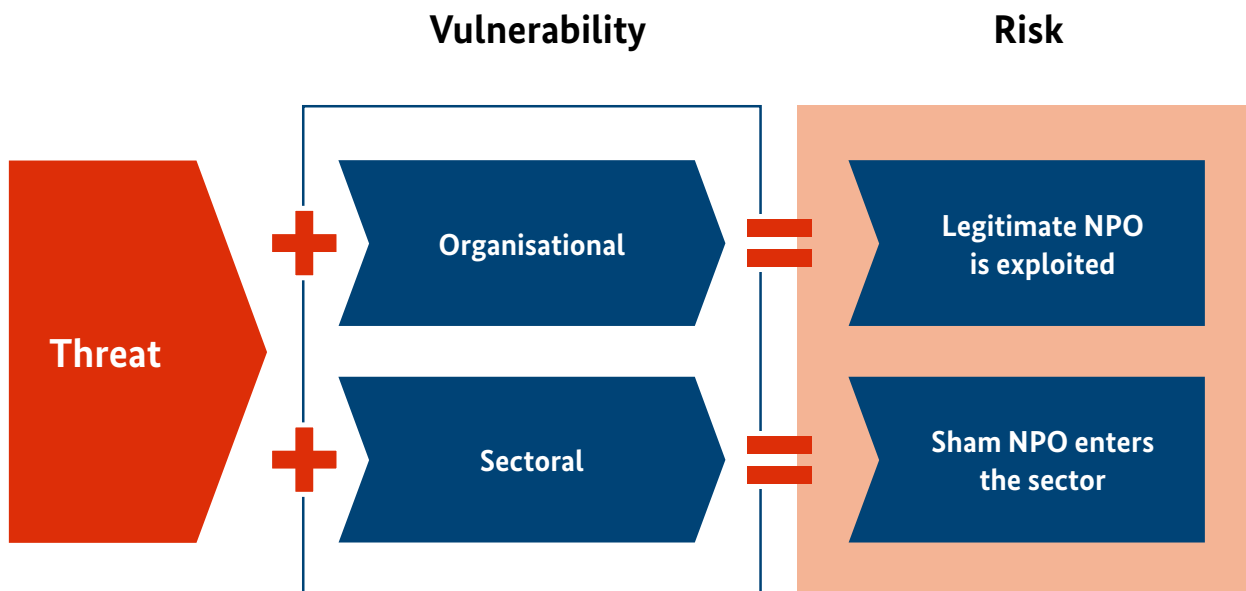 Vulnerability
Risk
Threat
Organisational
Legitimate NPO
is exploited
Sectoral
Sham NPO enters
the sector